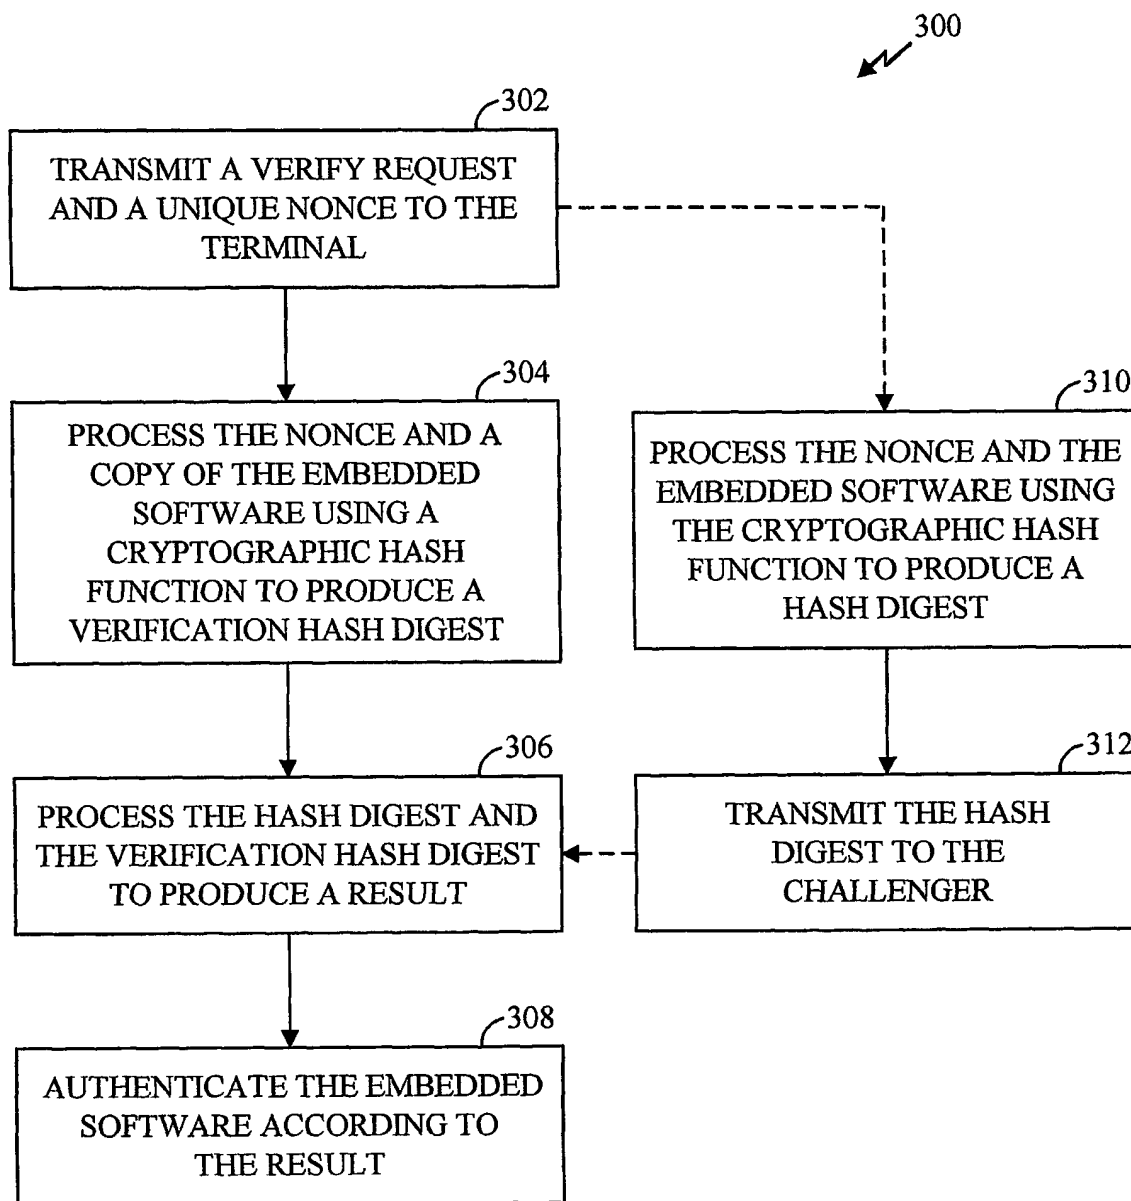 300
302
TRANSMIT A VERIFY REQUEST
AND A UNIQUE NONCE TO THE
TERMINAL
304
PROCESS THE NONCE AND A
COPY OF THE EMBEDDED
SOFTWARE USING A
CRYPTOGRAPHIC HASH
FUNCTION TO PRODUCE A
VERIFICATION HASH DIGEST
310
PROCESS THE NONCE AND THE
EMBEDDED SOFTWARE USING
THE CRYPTOGRAPHIC HASH
FUNCTION TO PRODUCE A
HASH DIGEST
306
PROCESS THE HASH DIGEST AND
THE VERIFICATION HASH DIGEST
TO PRODUCE A RESULT
312
TRANSMIT THE HASH
DIGEST TO THE
CHALLENGER
308
AUTHENTICATE THE EMBEDDED
SOFTWARE ACCORDING TO
THE RESULT